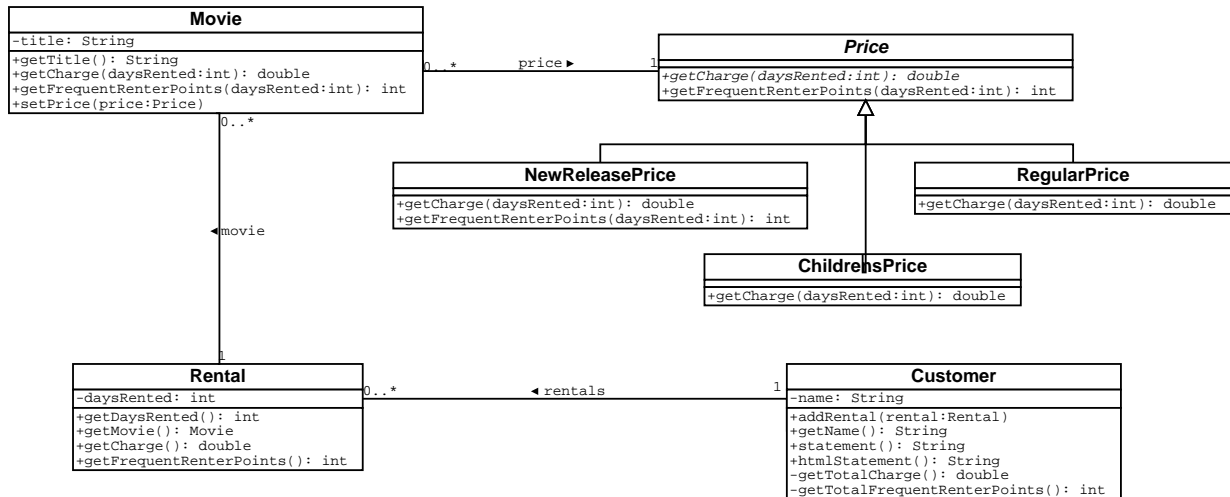 Movie
-title: String
+getTitle(): String
+getCharge(daysRented:int): double
+getFrequentRenterPoints(daysRented:int): int
+setPrice(price:Price)
0..*
price ►
1
Price
+getCharge(daysRented:int): double
+getFrequentRenterPoints(daysRented:int): int
0..*
NewReleasePrice
+getCharge(daysRented:int): double
+getFrequentRenterPoints(daysRented:int): int
RegularPrice
+getCharge(daysRented:int): double
◄movie
ChildrensPrice
+getCharge(daysRented:int): double
1
Rental
-daysRented: int
+getDaysRented(): int
+getMovie(): Movie
+getCharge(): double
+getFrequentRenterPoints(): int
0..*
◄ rentals
1
Customer
-name: String
+addRental(rental:Rental)
+getName(): String
+statement(): String
+htmlStatement(): String
-getTotalCharge(): double
-getTotalFrequentRenterPoints(): int